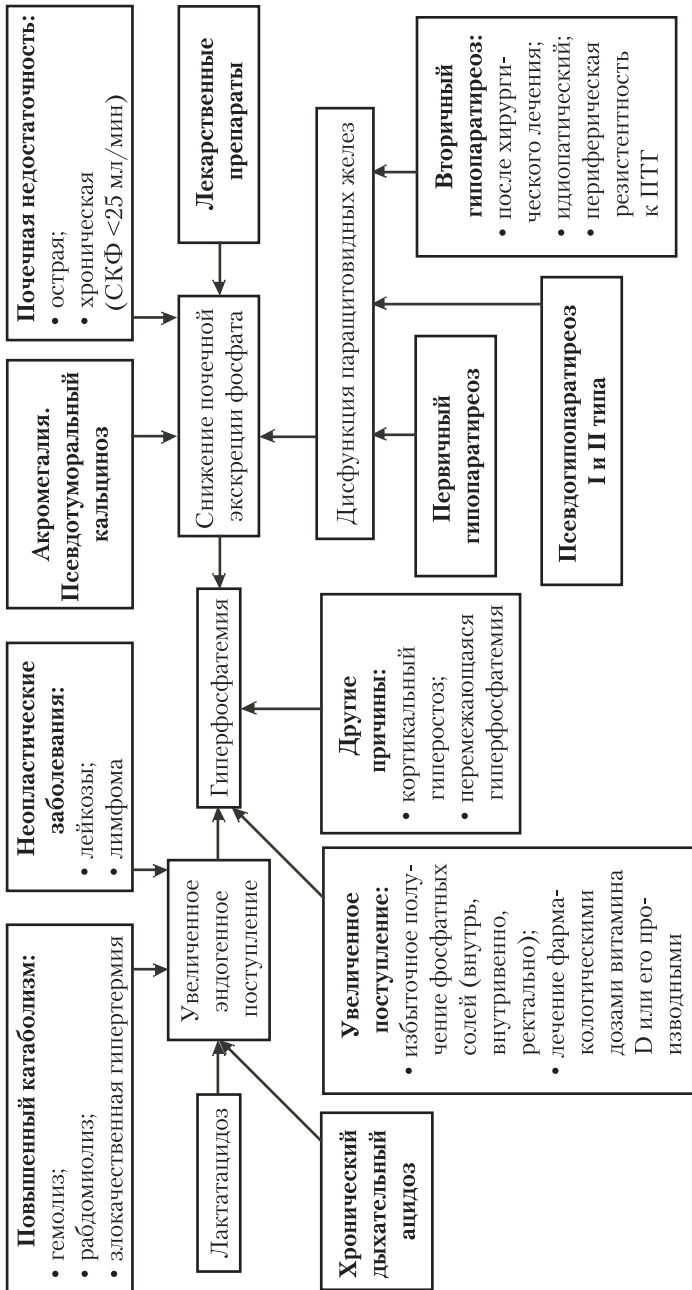 Повышенный катаболизм:
• гемолиз;
• рабдомиолиз;
• злокачественная гипертермия
Неопластические
заболевания:
• лейкозы;
• лимфома
Акромегалия.
Псевдотуморальный
кальциноз
Почечная недостаточность:
• острая;
• хроническая
(СКФ <25 мл/мин)
Лактатацидоз
Увеличенное
эндогенное
поступление
Гиперфосфатемия
Снижение почечной
экскреции фосфата
Лекарственные
препараты
Хронический
дыхательный
ацидоз
Увеличенное
поступление:
• избыточное полу-
чение фосфатных
солей (внутрь,
внутривенно,
ректально);
• лечение фарма-
кологическими
дозами витамина
D или его про-
изводными
Другие
причины:
• кортикальный
гиперостоз;
• перемежающаяся
гиперфосфатемия
Дисфункция паращитовидных желез
Первичный
гипопаратиреоз
Псевдогипопаратиреоз
I и II типа
Вторичный
гипопаратиреоз:
• после хирурги-
ческого лечения;
• идиопатический;
• периферическая
резистентность
к ПТГ